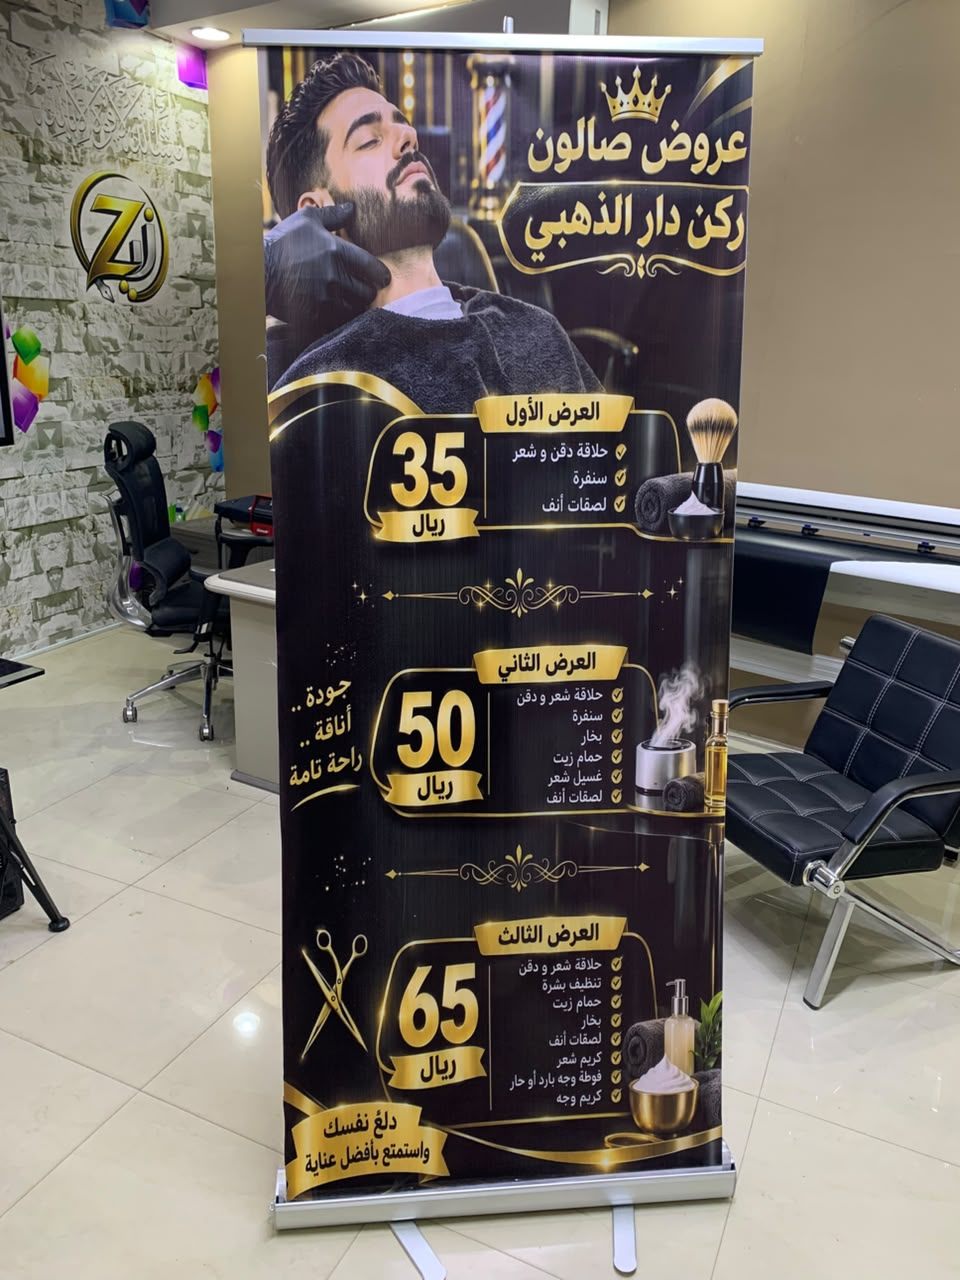 عروض صالون
ركن دار الذهبي
العرض الأول
35
ريال
حلاقة دقن و شعر
سنفرة
لصقات أنف
العرض الثاني
50
ريال
حلاقة شعر و دقن
سنفرة
بخار
حمام زيت
غسيل شعر
لصقات أنف
جودة ..
أناقة ..
راحة تامة
العرض الثالث
65
ريال
حلاقة شعر و دقن
تنظيف بشرة
حمام زيت
بخار
لصقات أنف
كريم شعر
فوطة وجه بارد أو حار
كريم وجه
دلع نفسك
واستمتع بأفضل عناية